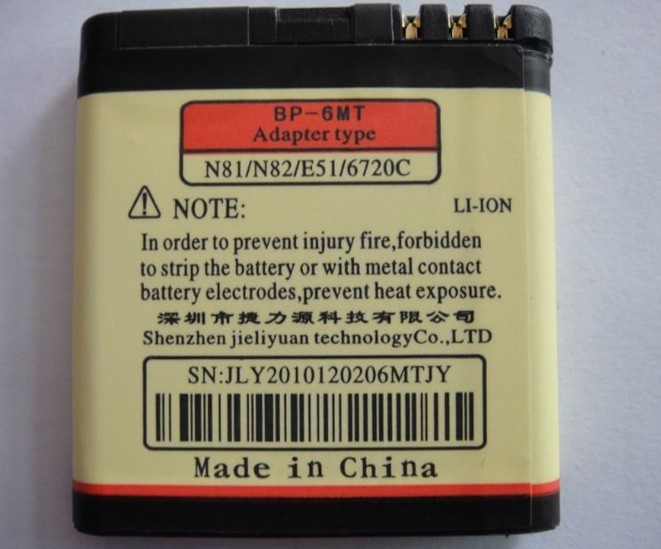 BP-6MT
Adapter type
N81/N82/E51/6720C
NOTE:
LI-ION
In order to prevent injury fire,forbidden
to strip the battery or with metal contact
battery electrodes,prevent heat exposure.
深圳市捷力源科技有限公司
Shenzhen jieliyuan technologyCo.,LTD
SN:JLY2010120206MTJY
Made in China